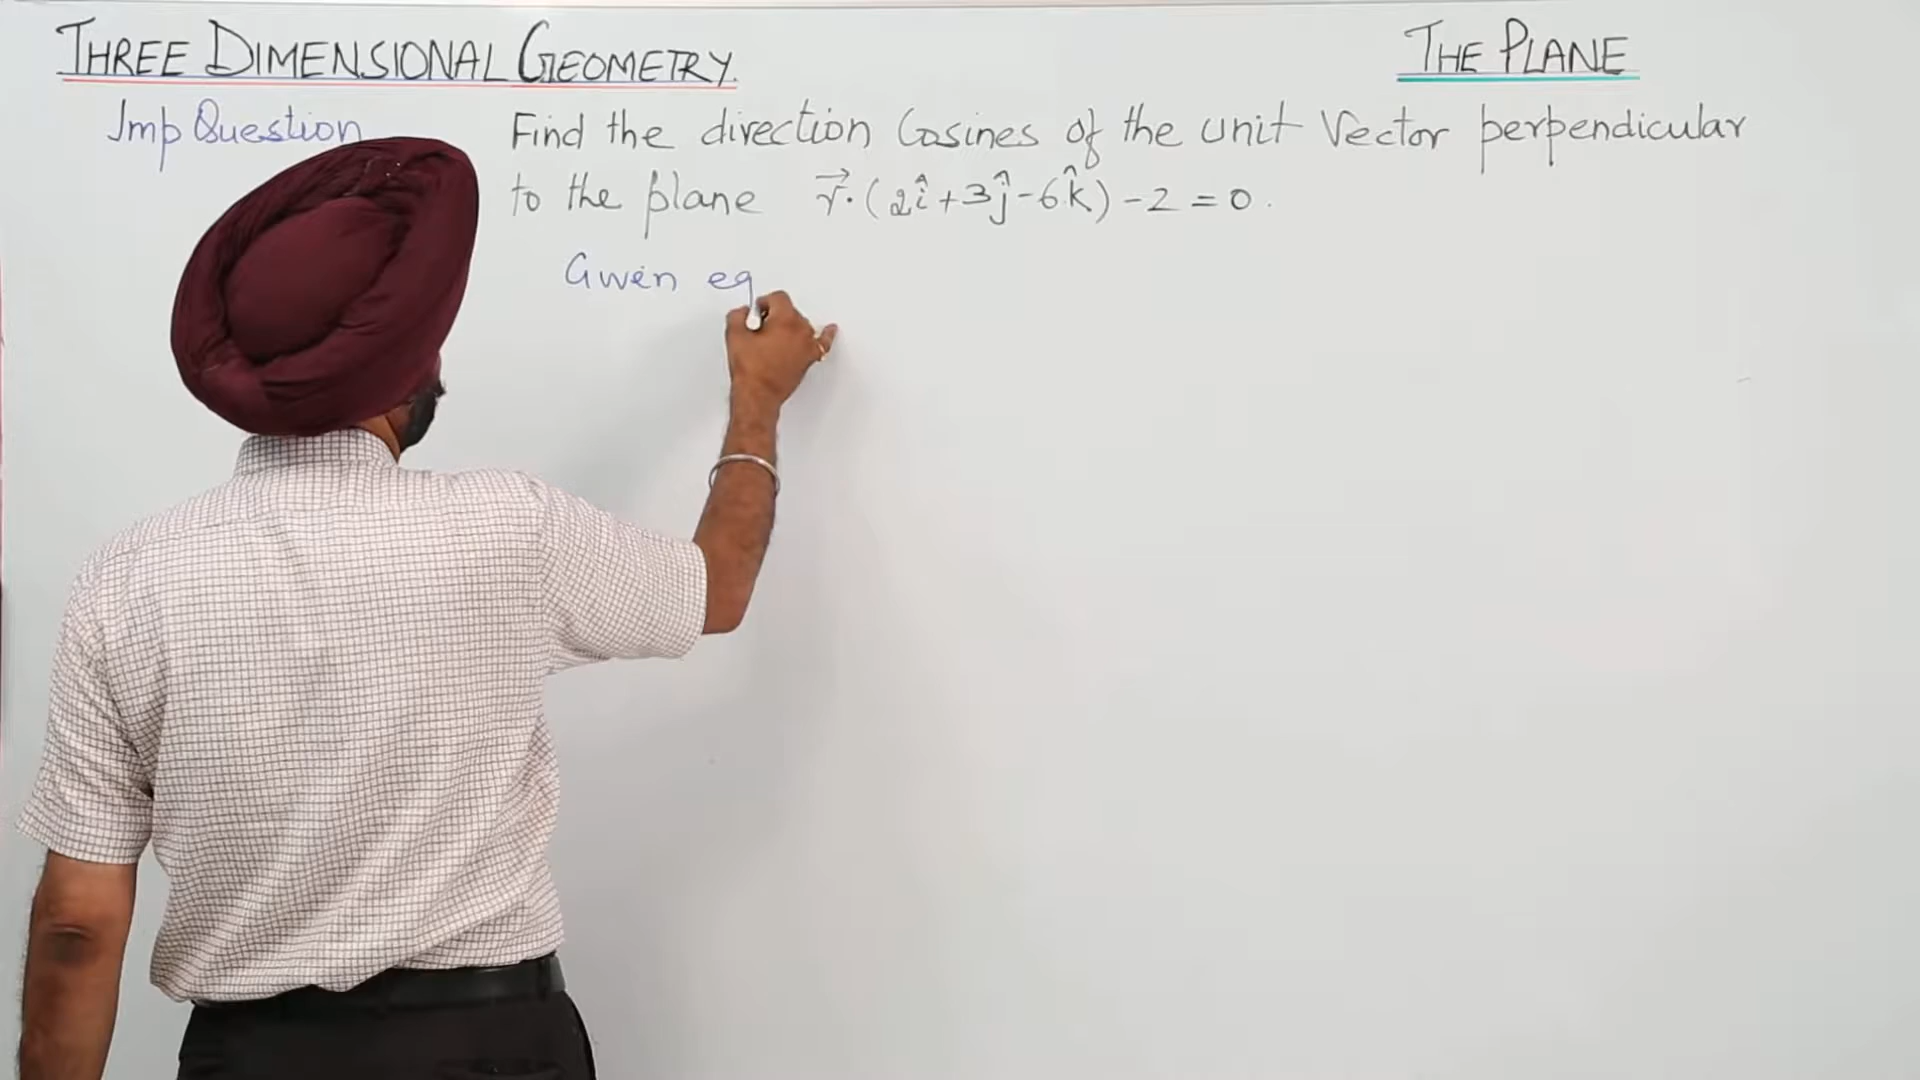 THREE DIMENSIONAL GEOMETRY.
THE PLANE
Imp Question
Find the direction Cosines of the unit Vector perpendicular
to the plane r⃗·(2î+3ĵ-6k̂)-2=0.
Given eq